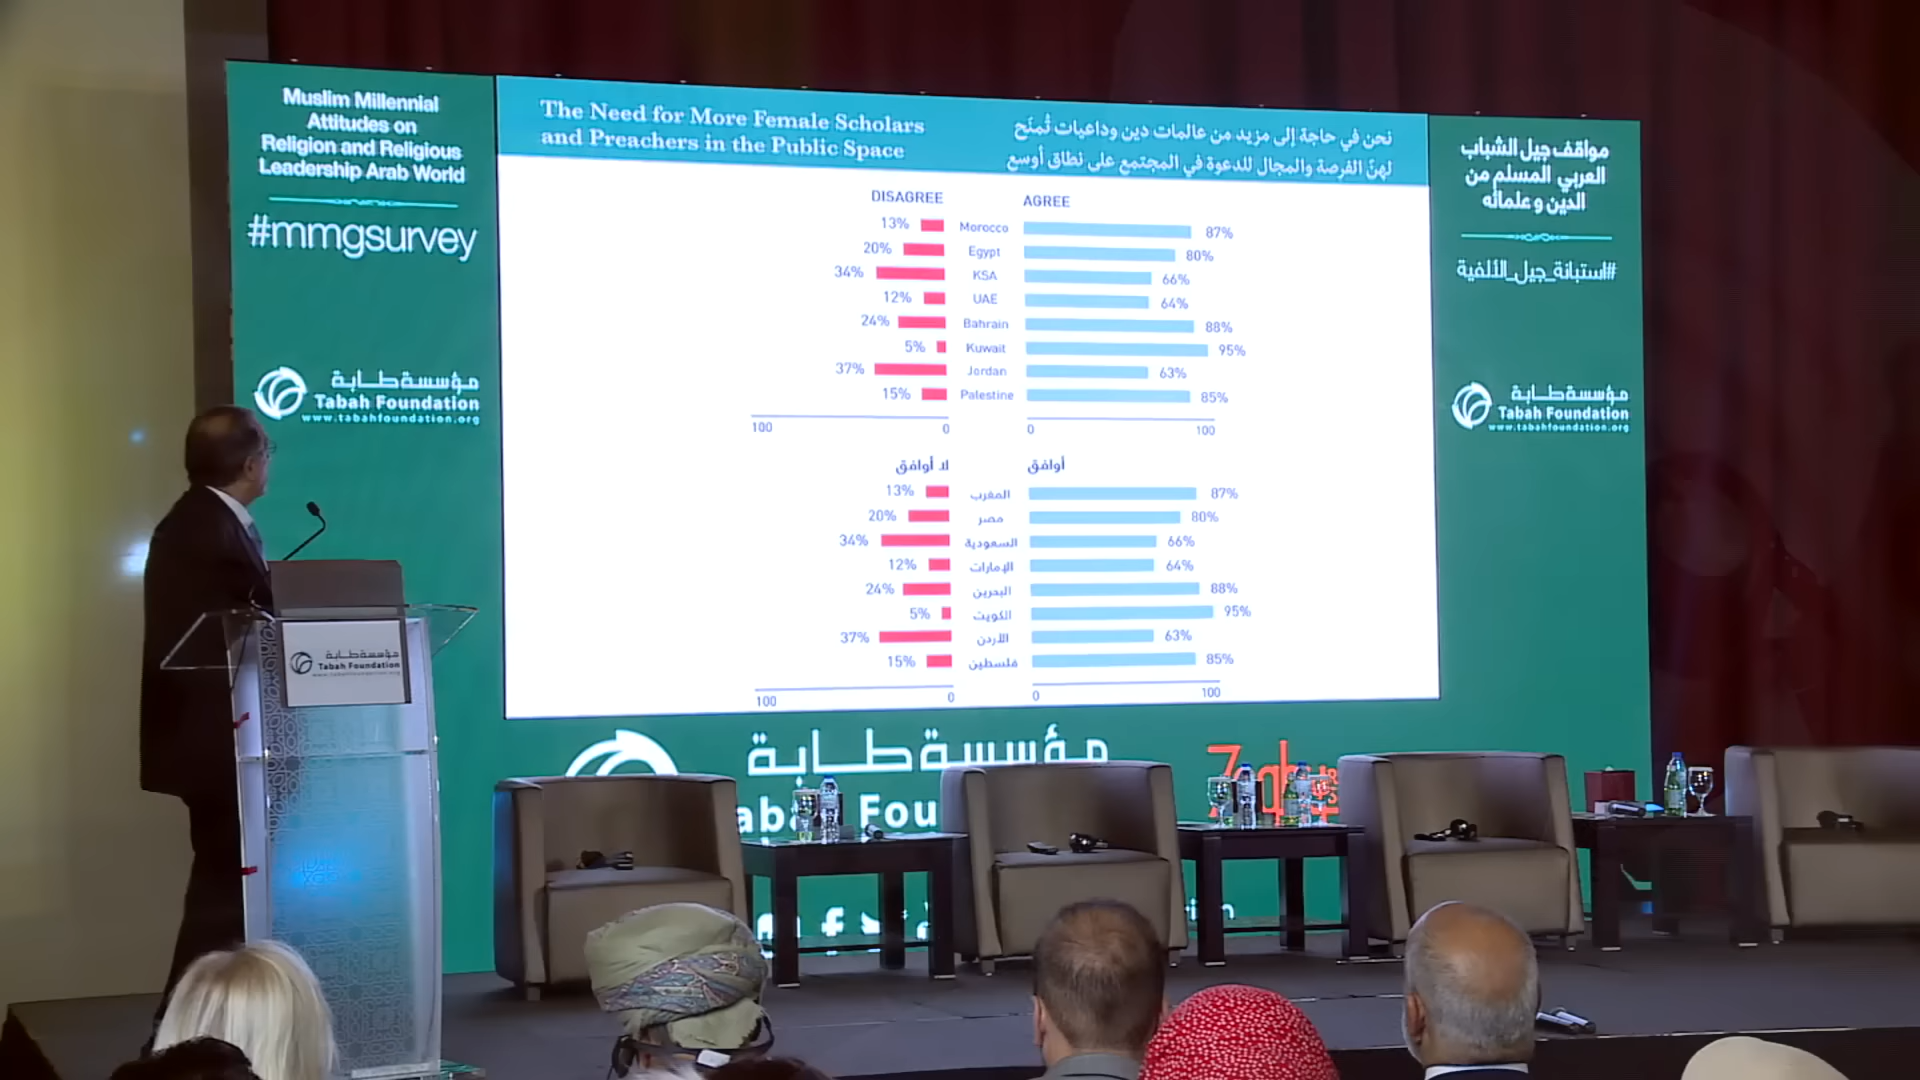 Muslim Millennial
Attitudes on
Religion and Religious
Leadership Arab World
#mmgsurvey
مؤسسة طابة
Tabah Foundation
www.tabahfoundation.org
The Need for More Female Scholars
and Preachers in the Public Space
نحن في حاجة إلى مزيد من عالمات دين وداعيات تُمنَح
لهنّ الفرصة والمجال للدعوة في المجتمع على نطاق أوسع
DISAGREE AGREE
13% Morocco 87%
20% Egypt 80%
34% KSA 66%
12% UAE 64%
24% Bahrain 88%
5% Kuwait 95%
37% Jordan 63%
15% Palestine 85%
100 0 0 100
لا أوافق أوافق
13% المغرب 87%
20% مصر 80%
34% السعودية 66%
12% الإمارات 64%
24% البحرين 88%
5% الكويت 95%
37% الأردن 63%
15% فلسطين 85%
100 0 0 100
مواقف جيل الشباب
العربي المسلم من
الدين وعلمائه
#استبانة_جيل_الألفية
مؤسسة طابة
Tabah Foundation
www.tabahfoundation.org
مؤسسة طابة
Tabah Foundation
www.tabahfoundation.org
مؤسسة طابة
abah Fou